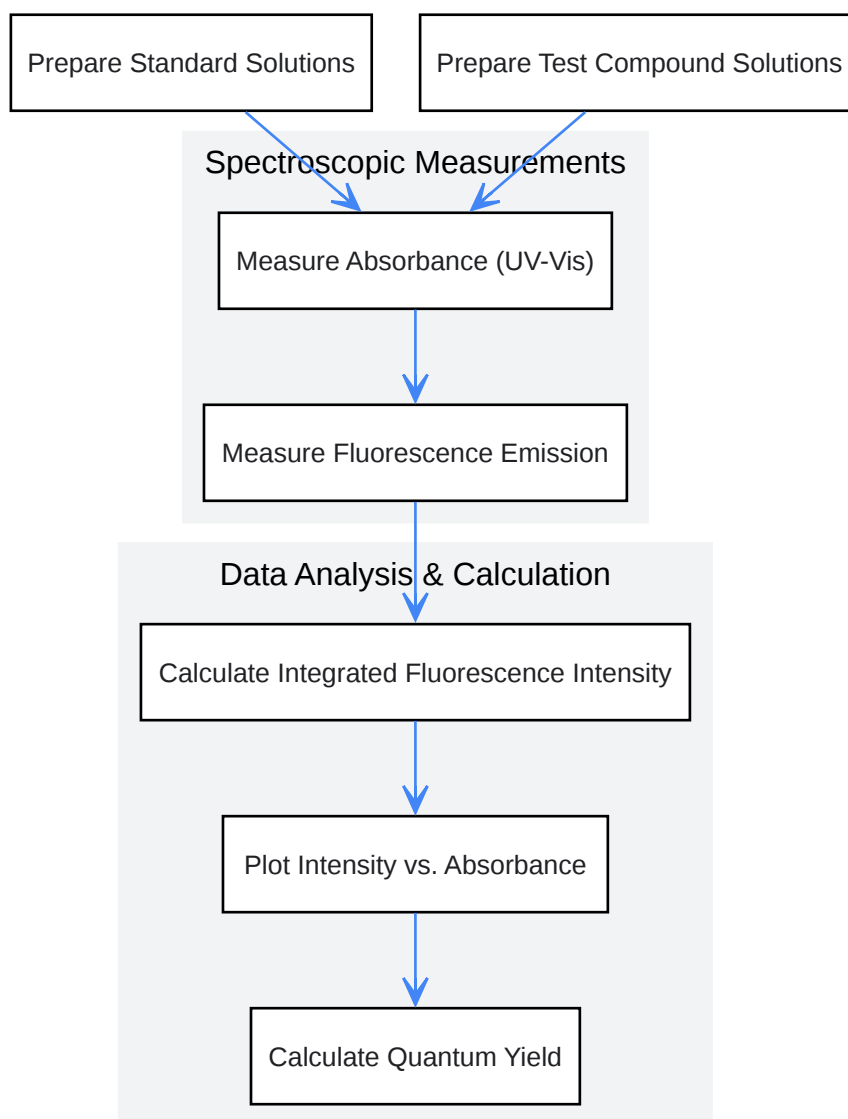 Prepare Standard Solutions
Prepare Test Compound Solutions
Spectroscopic Measurements
Measure Absorbance (UV-Vis)
Measure Fluorescence Emission
Data Analysis & Calculation
Calculate Integrated Fluorescence Intensity
Plot Intensity vs. Absorbance
Calculate Quantum Yield